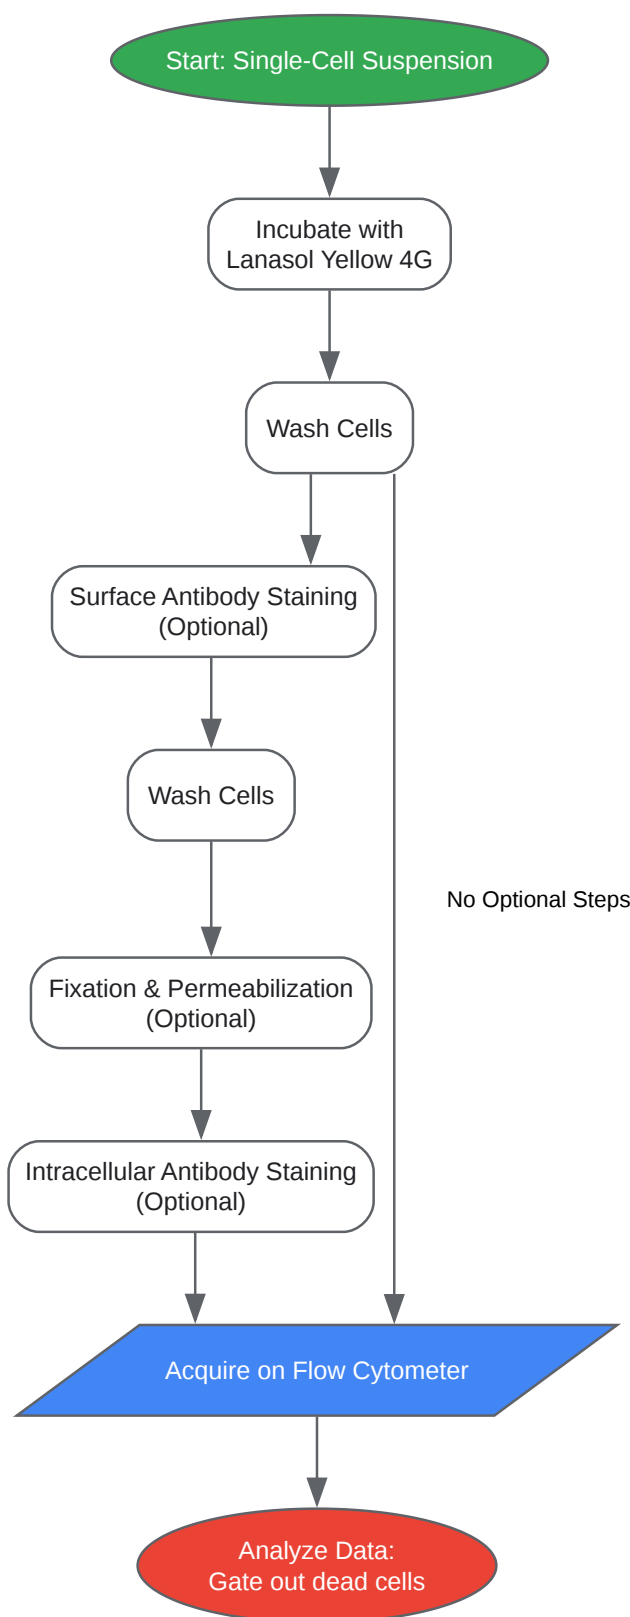 Start: Single-Cell Suspension
Incubate with
Lanasol Yellow 4G
Wash Cells
Surface Antibody Staining
(Optional)
Wash Cells
No Optional Steps
Fixation & Permeabilization
(Optional)
Intracellular Antibody Staining
(Optional)
Acquire on Flow Cytometer
Analyze Data:
Gate out dead cells